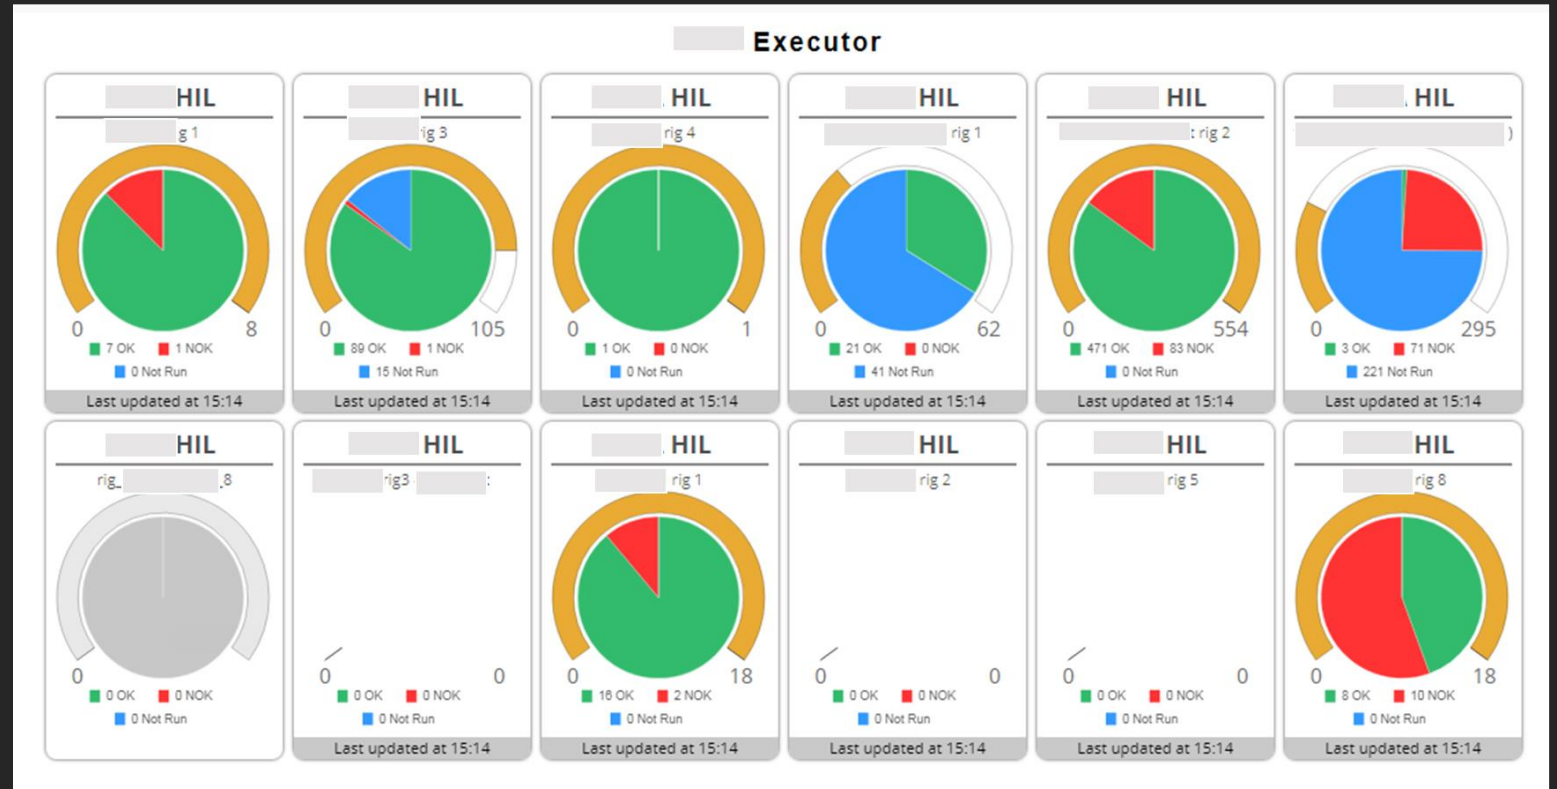 Executor
HIL
g 1
0 8
7 OK 1 NOK
0 Not Run
Last updated at 15:14
HIL
rig 3
0 105
89 OK 1 NOK
15 Not Run
Last updated at 15:14
HIL
rig 4
0 1
1 OK 0 NOK
0 Not Run
Last updated at 15:14
HIL
rig 1
0 62
21 OK 0 NOK
41 Not Run
Last updated at 15:14
HIL
: rig 2
0 554
471 OK 83 NOK
0 Not Run
Last updated at 15:14
HIL
)
0 295
3 OK 71 NOK
221 Not Run
Last updated at 15:14
HIL
rig_ _8
0
0 OK 0 NOK
0 Not Run
HIL
rig3 :
0 0
0 OK 0 NOK
0 Not Run
Last updated at 15:14
HIL
rig 1
0 18
16 OK 2 NOK
0 Not Run
Last updated at 15:14
HIL
rig 2
0 0
0 OK 0 NOK
0 Not Run
Last updated at 15:14
HIL
rig 5
0 0
0 OK 0 NOK
0 Not Run
Last updated at 15:14
HIL
rig 8
0 18
8 OK 10 NOK
0 Not Run
Last updated at 15:14